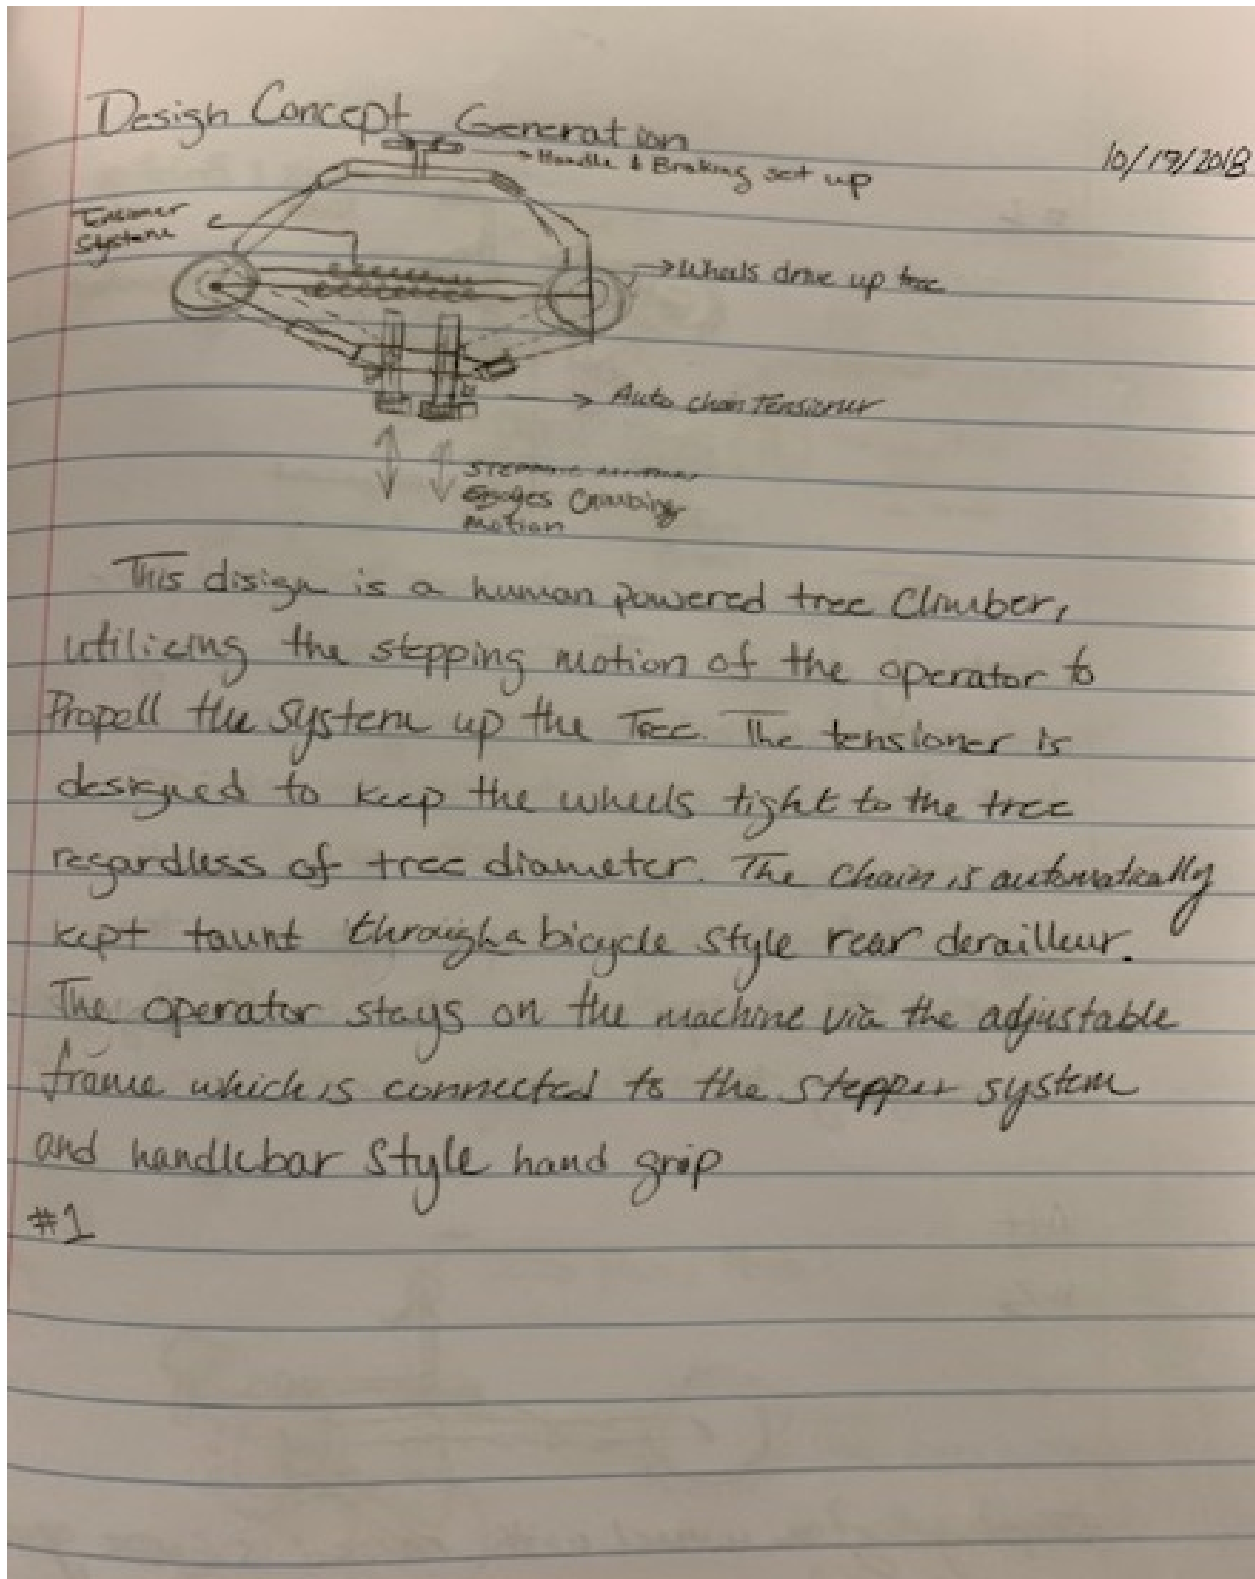 Design Concept Generation
10/17/2018
Handle & Braking set up
Tensioner
System
Wheels drive up tree
Auto chain Tensioner
Engages Climbing
Motion
This disign is a human powered tree Climber,
utilizing the stepping motion of the operator to
Propell the system up the Tree. The tensioner is
designed to keep the wheels tight to the tree
regardless of tree diameter. The chain is automatically
kept taunt through a bicycle style rear derailleur.
The operator stays on the machine via the adjustable
frame which is connected to the stepper system
and handlebar style hand grip
#1